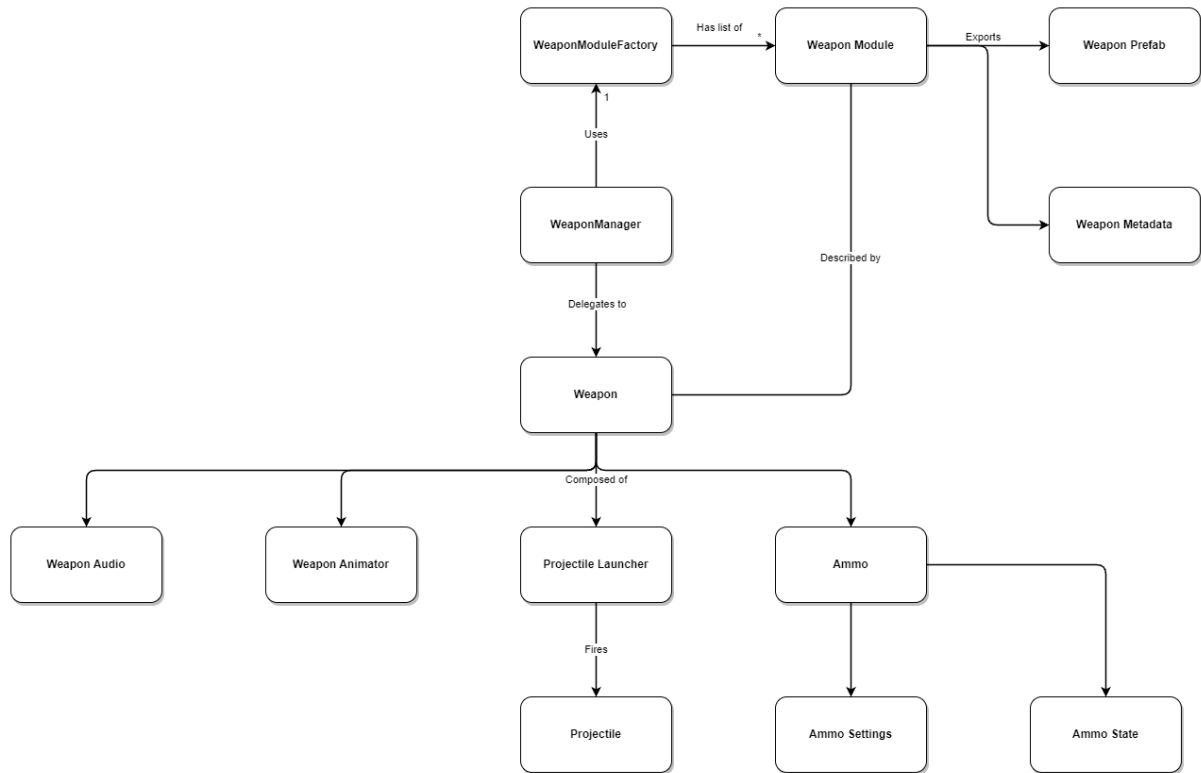 WeaponModuleFactory
Has list of
*
Weapon Module
Exports
Weapon Prefab
1
Uses
WeaponManager
Weapon Metadata
Described by
Delegates to
Weapon
Composed of
Weapon Audio
Weapon Animator
Projectile Launcher
Ammo
Fires
Projectile
Ammo Settings
Ammo State